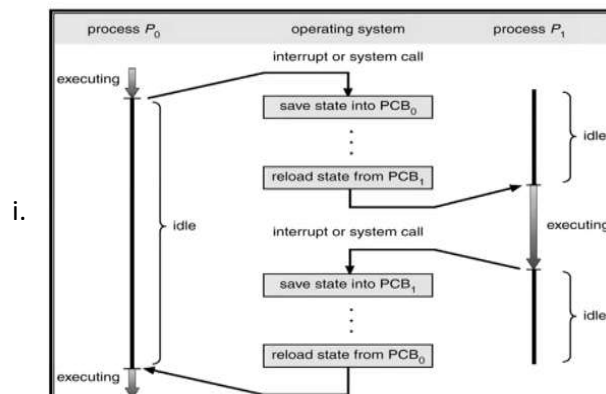 process P0 operating system process P1
interrupt or system call
executing
save state into PCB0
idle
reload state from PCB1
i.
idle
executing
interrupt or system call
save state into PCB1
idle
reload state from PCB0
executing